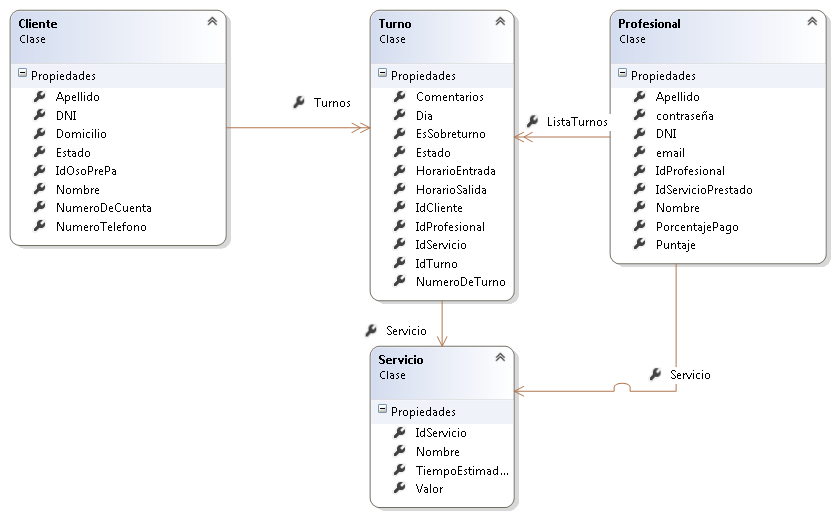 Cliente
Clase
Propiedades
Apellido
DNI
Domicilio
Estado
IdOsoPrePa
Nombre
NumeroDeCuenta
NumeroTelefono
Turnos
Turno
Clase
Propiedades
Comentarios
Dia
EsSobreturno
Estado
HorarioEntrada
HorarioSalida
IdCliente
IdProfesional
IdServicio
IdTurno
NumeroDeTurno
ListaTurnos
Profesional
Clase
Propiedades
Apellido
contraseña
DNI
email
IdProfesional
IdServicioPrestado
Nombre
PorcentajePago
Puntaje
Servicio
Servicio
Servicio
Clase
Propiedades
IdServicio
Nombre
TiempoEstimad...
Valor